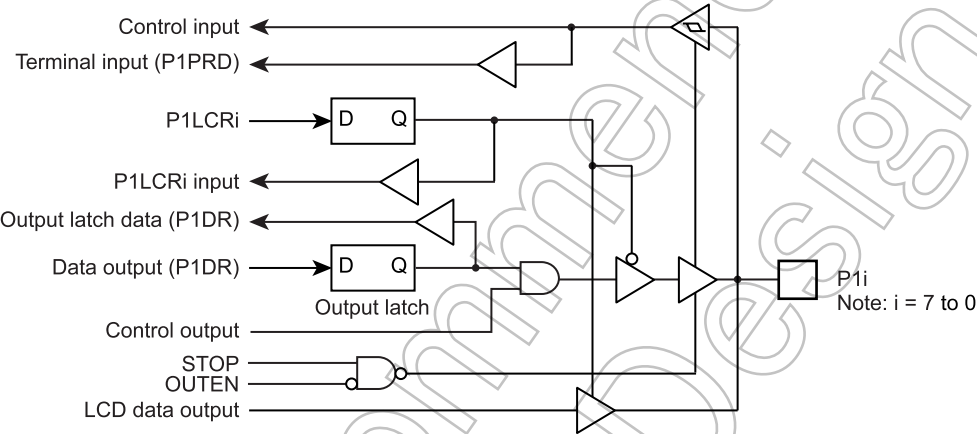 Control input
Terminal input (P1PRD)
P1LCRi
D Q
P1LCRi input
Output latch data (P1DR)
Data output (P1DR)
D Q
Output latch
Control output
STOP
OUTEN
LCD data output
P1i
Note: i = 7 to 0